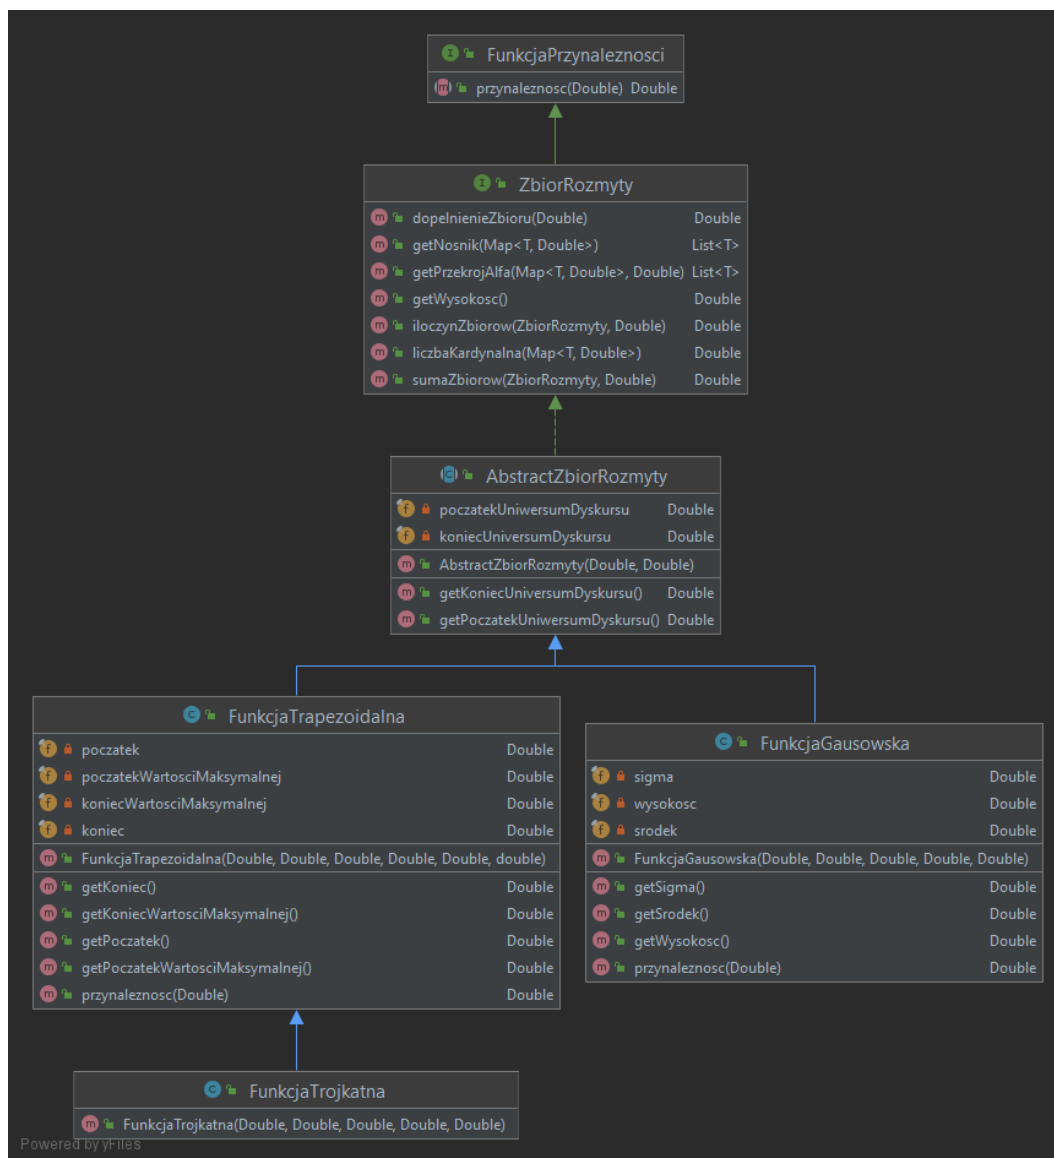 FunkcjaPrzynaleznosci
przynaleznosc(Double) Double
ZbiorRozmyty
dopelnienieZbioru(Double) Double
getNosnik(Map<T, Double>) List<T>
getPrzekrojAlfa(Map<T, Double>, Double) List<T>
getWysokosc() Double
iloczynZbiorow(ZbiorRozmyty, Double) Double
liczbaKardynalna(Map<T, Double>) Double
sumaZbiorow(ZbiorRozmyty, Double) Double
AbstractZbiorRozmyty
poczatekUniwersumDyskursu Double
koniecUniversumDyskursu Double
AbstractZbiorRozmyty(Double, Double)
getKoniecUniversumDyskursu() Double
getPoczatekUniwersumDyskursu() Double
FunkcjaTrapezoidalna
poczatek Double
poczatekWartosciMaksymalnej Double
koniecWartosciMaksymalnej Double
koniec Double
FunkcjaTrapezoidalna(Double, Double, Double, Double, Double, double)
getKoniec() Double
getKoniecWartosciMaksymalnej() Double
getPoczatek() Double
getPoczatekWartosciMaksymalnej() Double
przynaleznosc(Double) Double
FunkcjaGausowska
sigma Double
wysokosc Double
srodek Double
FunkcjaGausowska(Double, Double, Double, Double, Double)
getSigma() Double
getSrodek() Double
getWysokosc() Double
przynaleznosc(Double) Double
FunkcjaTrojkatna
FunkcjaTrojkatna(Double, Double, Double, Double, Double)
Powered by yFiles